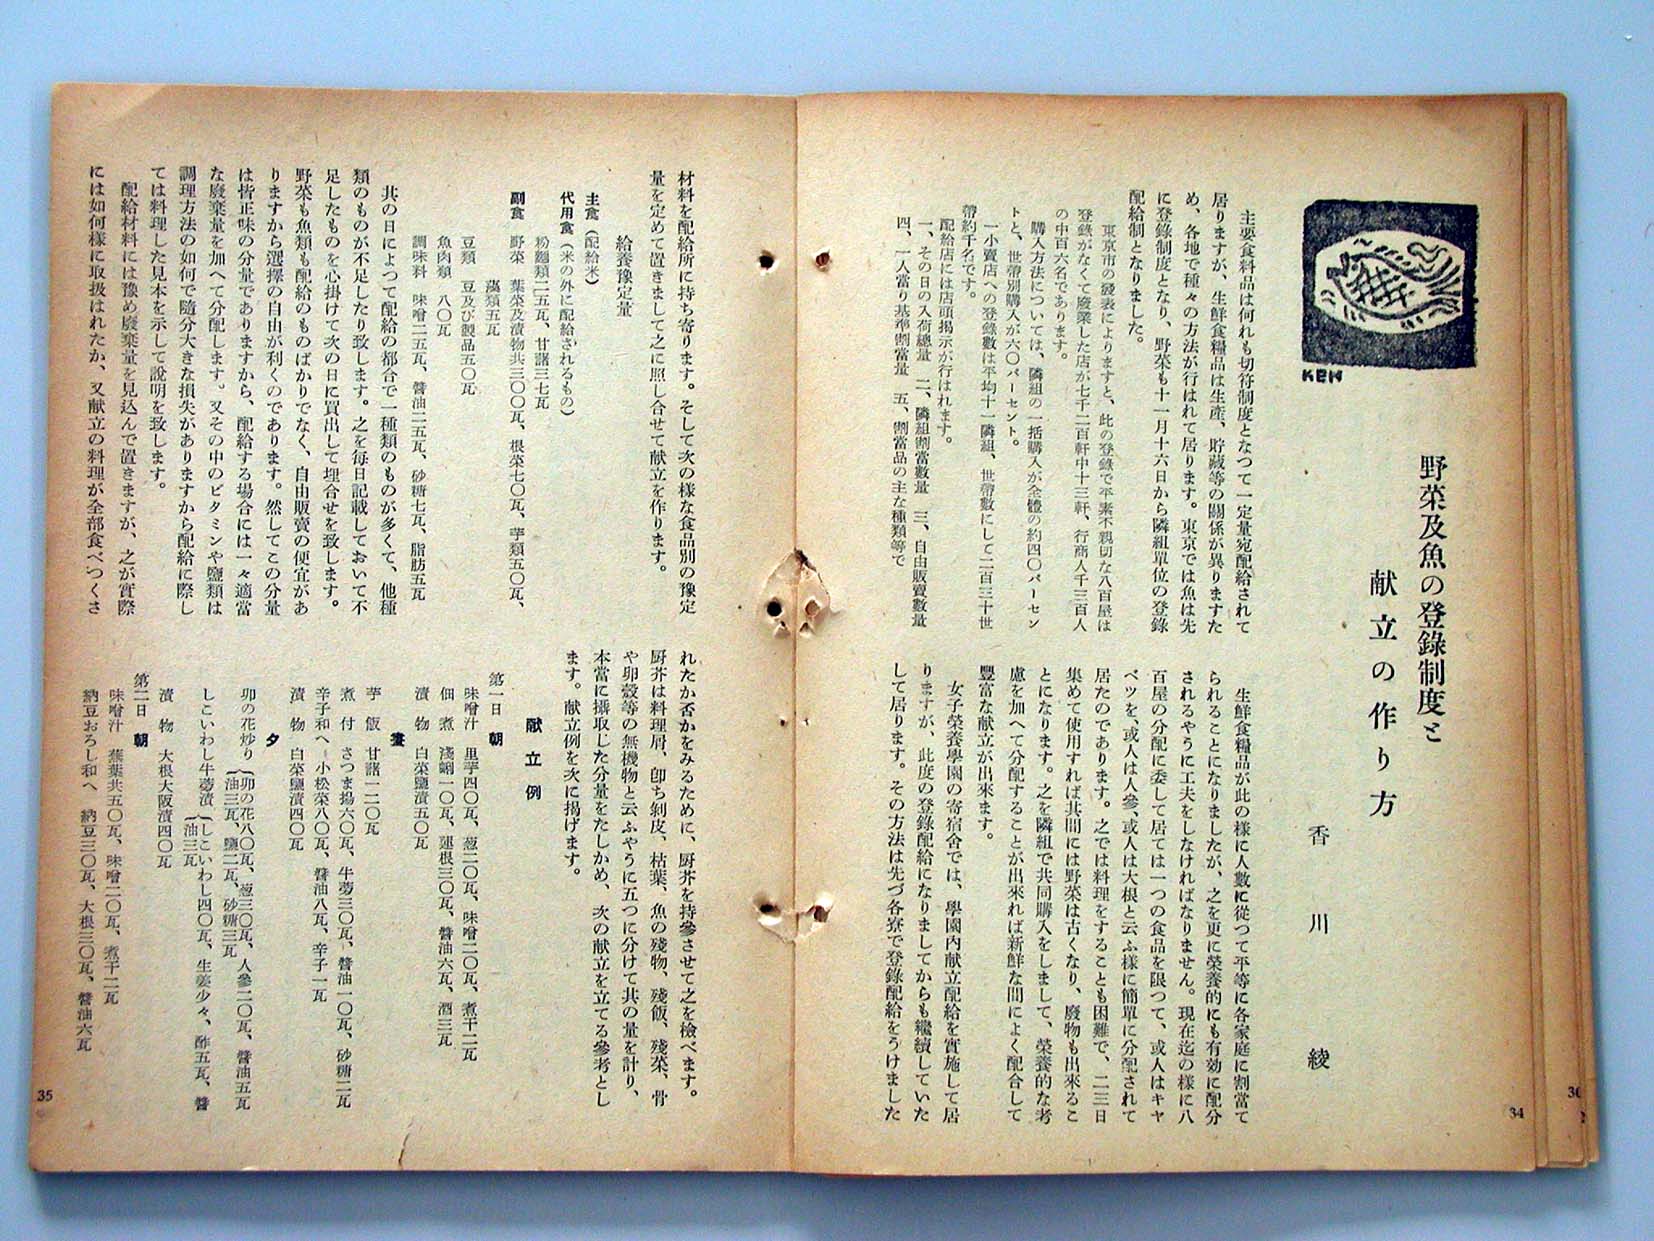 KEN
野菜及魚の登錄制度と
献立の作り方
香川綾
主要食料品は何れも切符制度となつて一定量宛配給されて
居りますが、生鮮食糧品は生産、貯藏等の關係が異りますた
め、各地で種々の方法が行はれて居ります。東京では魚は先
に登錄制度となり、野菜も十一月十六日から隣組單位の登錄
配給制となりました。
東京市の發表によりますと、此の登錄で平素不親切な八百屋は
登錄がなくて廢業した店が七千二百軒中十三軒、行商人千三百人
の中百六名であります。
購入方法については、隣組の一括購入が全體の約四〇パーセン
トと、世帶別購入が六〇パーセント。
一小賣店への登錄數は平均十一隣組、世帶數にして二百三十世
帶約千名です。
配給店には店頭揭示が行はれます。
一、その日の入荷總量 二、隣組割當數量 三、自由販賣數量
四、一人當り基準割當量 五、割當品の主な種類等で
生鮮食糧品が此の樣に人數に從つて平等に各家庭に割當て
られることになりましたが、之を更に榮養的にも有効に配分
されるやうに工夫をしなければなりません。現在迄の樣に八
百屋の分配に委して居ては一つの食品を限つて、或人はキヤ
ベツを、或人は人參、或人は大根と云ふ樣に簡單に分配されて
居たのであります。之では料理をすることも困難で、二三日
集めて使用すれば其間には野菜は古くなり、廢物も出來るこ
とになります。之を隣組で共同購入をしまして、榮養的な考
慮を加へて分配することが出來れば新鮮な間によく配合して
豐富な献立が出來ます。
女子榮養學園の寄宿舍では、學園内献立配給を實施して居
りますが、此度の登錄配給になりましてからも繼續していた
して居ります。その方法は先づ各寮で登錄配給をうけました
34
36
材料を配給所に持ち寄ります。そして次の樣な食品別の豫定
量を定めて置きまして之に照し合せて献立を作ります。
給養豫定量
主食（配給米）
代用食（米の外に配給されるもの）
粉麵類二五瓦、甘諸三七瓦
副食 野菜 葉菜及漬物共三〇〇瓦、根菜七〇瓦、芋類五〇瓦、
藻類五瓦
豆類 豆及び製品五〇瓦
魚肉類 八〇瓦
調味料 味噌二五瓦、醬油二五瓦、砂糖七瓦、脂肪五瓦
其の日によつて配給の都合で一種類のものが多くて、他種
類のものが不足したり致します。之を每日記載しておいて不
足したものを心掛けて次の日に買出して埋合せを致します。
野菜も魚類も配給のものばかりでなく、自由販賣の便宜があ
りますから選擇の自由が利くのであります。然してこの分量
は皆正味の分量でありますから、配給する場合には一々適當
な廢棄量を加へて分配します。又その中のビタミンや鹽類は
調理方法の如何で隨分大きな損失がありますから配給に際し
ては料理した見本を示して說明を致します。
配給材料には豫め廢棄量を見込んで置きますが、之が實際
には如何樣に取扱はれたか、又献立の料理が全部食べつくさ
れたか否かをみるために、厨芥を持參させて之を檢べます。
厨芥は料理屑、卽ち剝皮、枯葉、魚の殘物、殘飯、殘菜、骨
や卵殼等の無機物と云ふやうに五つに分けて其の量を計り、
本當に攝取した分量をたしかめ、次の献立を立てる參考とし
ます。献立例を次に揭げます。
献立例
第一日 朝
味噌汁 里芋四〇瓦、葱二〇瓦、味噌二〇瓦、煮干二瓦
佃煮 淺蜊一〇瓦、蓮根三〇瓦、醬油六瓦、酒三瓦
漬物 白菜鹽漬五〇瓦
晝
芋飯 甘諸一二〇瓦
煮付 さつま揚六〇瓦、牛蒡三〇瓦、醬油一〇瓦、砂糖二瓦
辛子和へ 小松菜八〇瓦、醬油八瓦、辛子一瓦
漬物 白菜鹽漬四〇瓦
夕
卯の花炒り 卯の花八〇瓦、葱三〇瓦、人參二〇瓦、醬油五瓦
油三瓦、鹽二瓦、砂糖三瓦
しこいわし牛蒡漬 しこいわし四〇瓦、生姜少々、酢五瓦、醬
油三瓦
漬物 大根大阪漬四〇瓦
第二日 朝
味噌汁 蕪葉共五〇瓦、味噌二〇瓦、煮干二瓦
納豆おろし和へ 納豆三〇瓦、大根三〇瓦、醬油六瓦
35